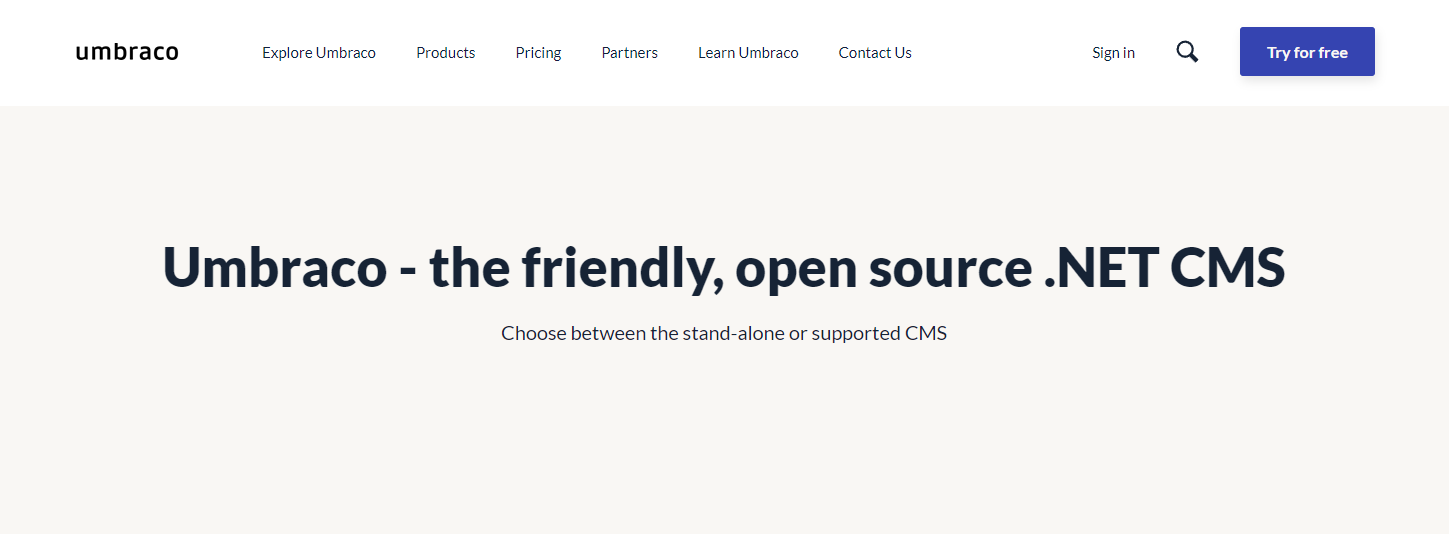 umbraco
Explore Umbraco
Products
Pricing
Partners
Learn Umbraco
Contact Us
Sign in
Try for free
Umbraco - the friendly, open source .NET CMS
Choose between the stand-alone or supported CMS